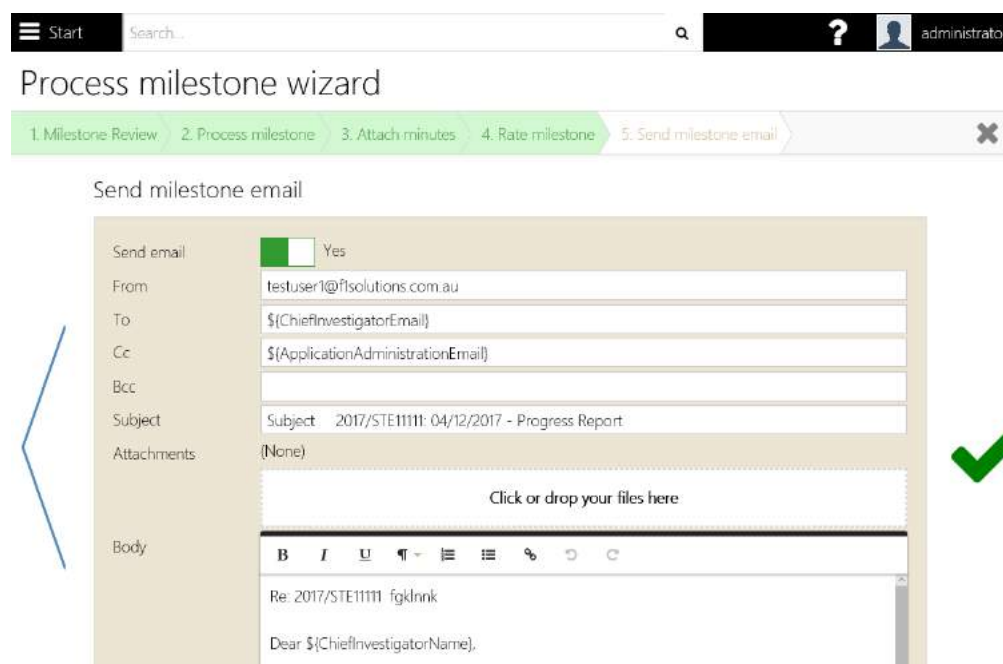 Start Search... ? administrato
Process milestone wizard
1. Milestone Review 2. Process milestone 3. Attach minutes 4. Rate milestone 5. Send milestone email
Send milestone email
Send email Yes
From testuser1@f1solutions.com.au
To ${ChiefInvestigatorEmail}
Cc ${ApplicationAdministrationEmail}
Bcc
Subject Subject 2017/STE11111: 04/12/2017 - Progress Report
Attachments (None)
Click or drop your files here
Body
B I U ¶
Re: 2017/STE11111 fgklnnk
Dear ${ChiefInvestigatorName},